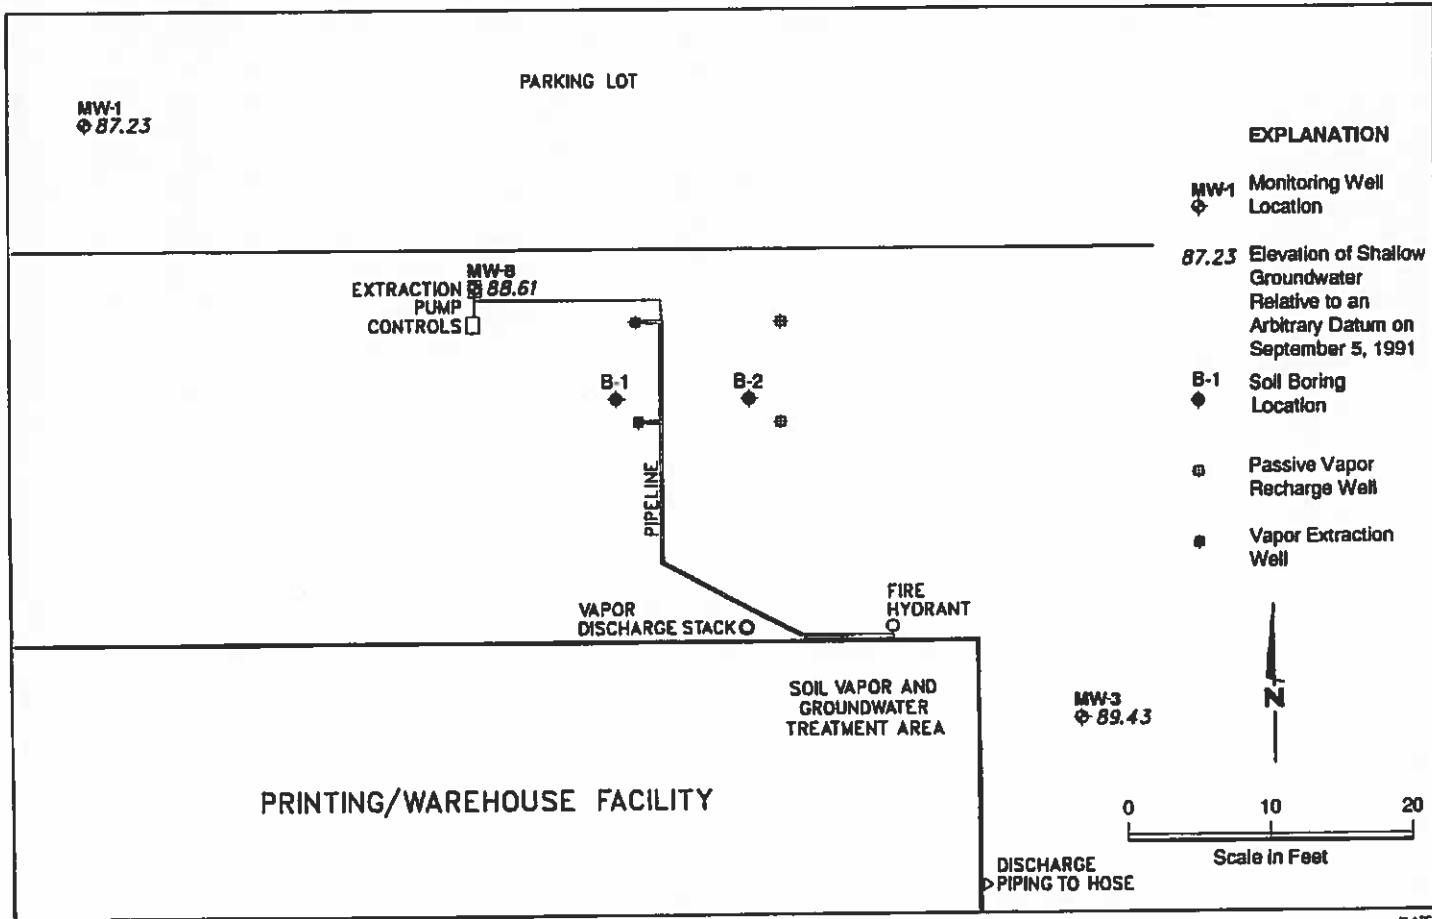 PARKING LOT
MW-1
87.23
EXPLANATION
MW-1 Monitoring Well
Location
87.23 Elevation of Shallow
Groundwater
Relative to an
Arbitrary Datum on
September 5, 1991
B-1 Soil Boring
Location
Passive Vapor
Recharge Well
Vapor Extraction
Well
MW-8
88.61
EXTRACTION
PUMP
CONTROLS
B-1
B-2
PIPELINE
VAPOR
DISCHARGE STACK
FIRE
HYDRANT
SOIL VAPOR AND
GROUNDWATER
TREATMENT AREA
MW-3
89.43
N
PRINTING/WAREHOUSE FACILITY
0 10 20
Scale in Feet
DISCHARGE
PIPING TO HOSE